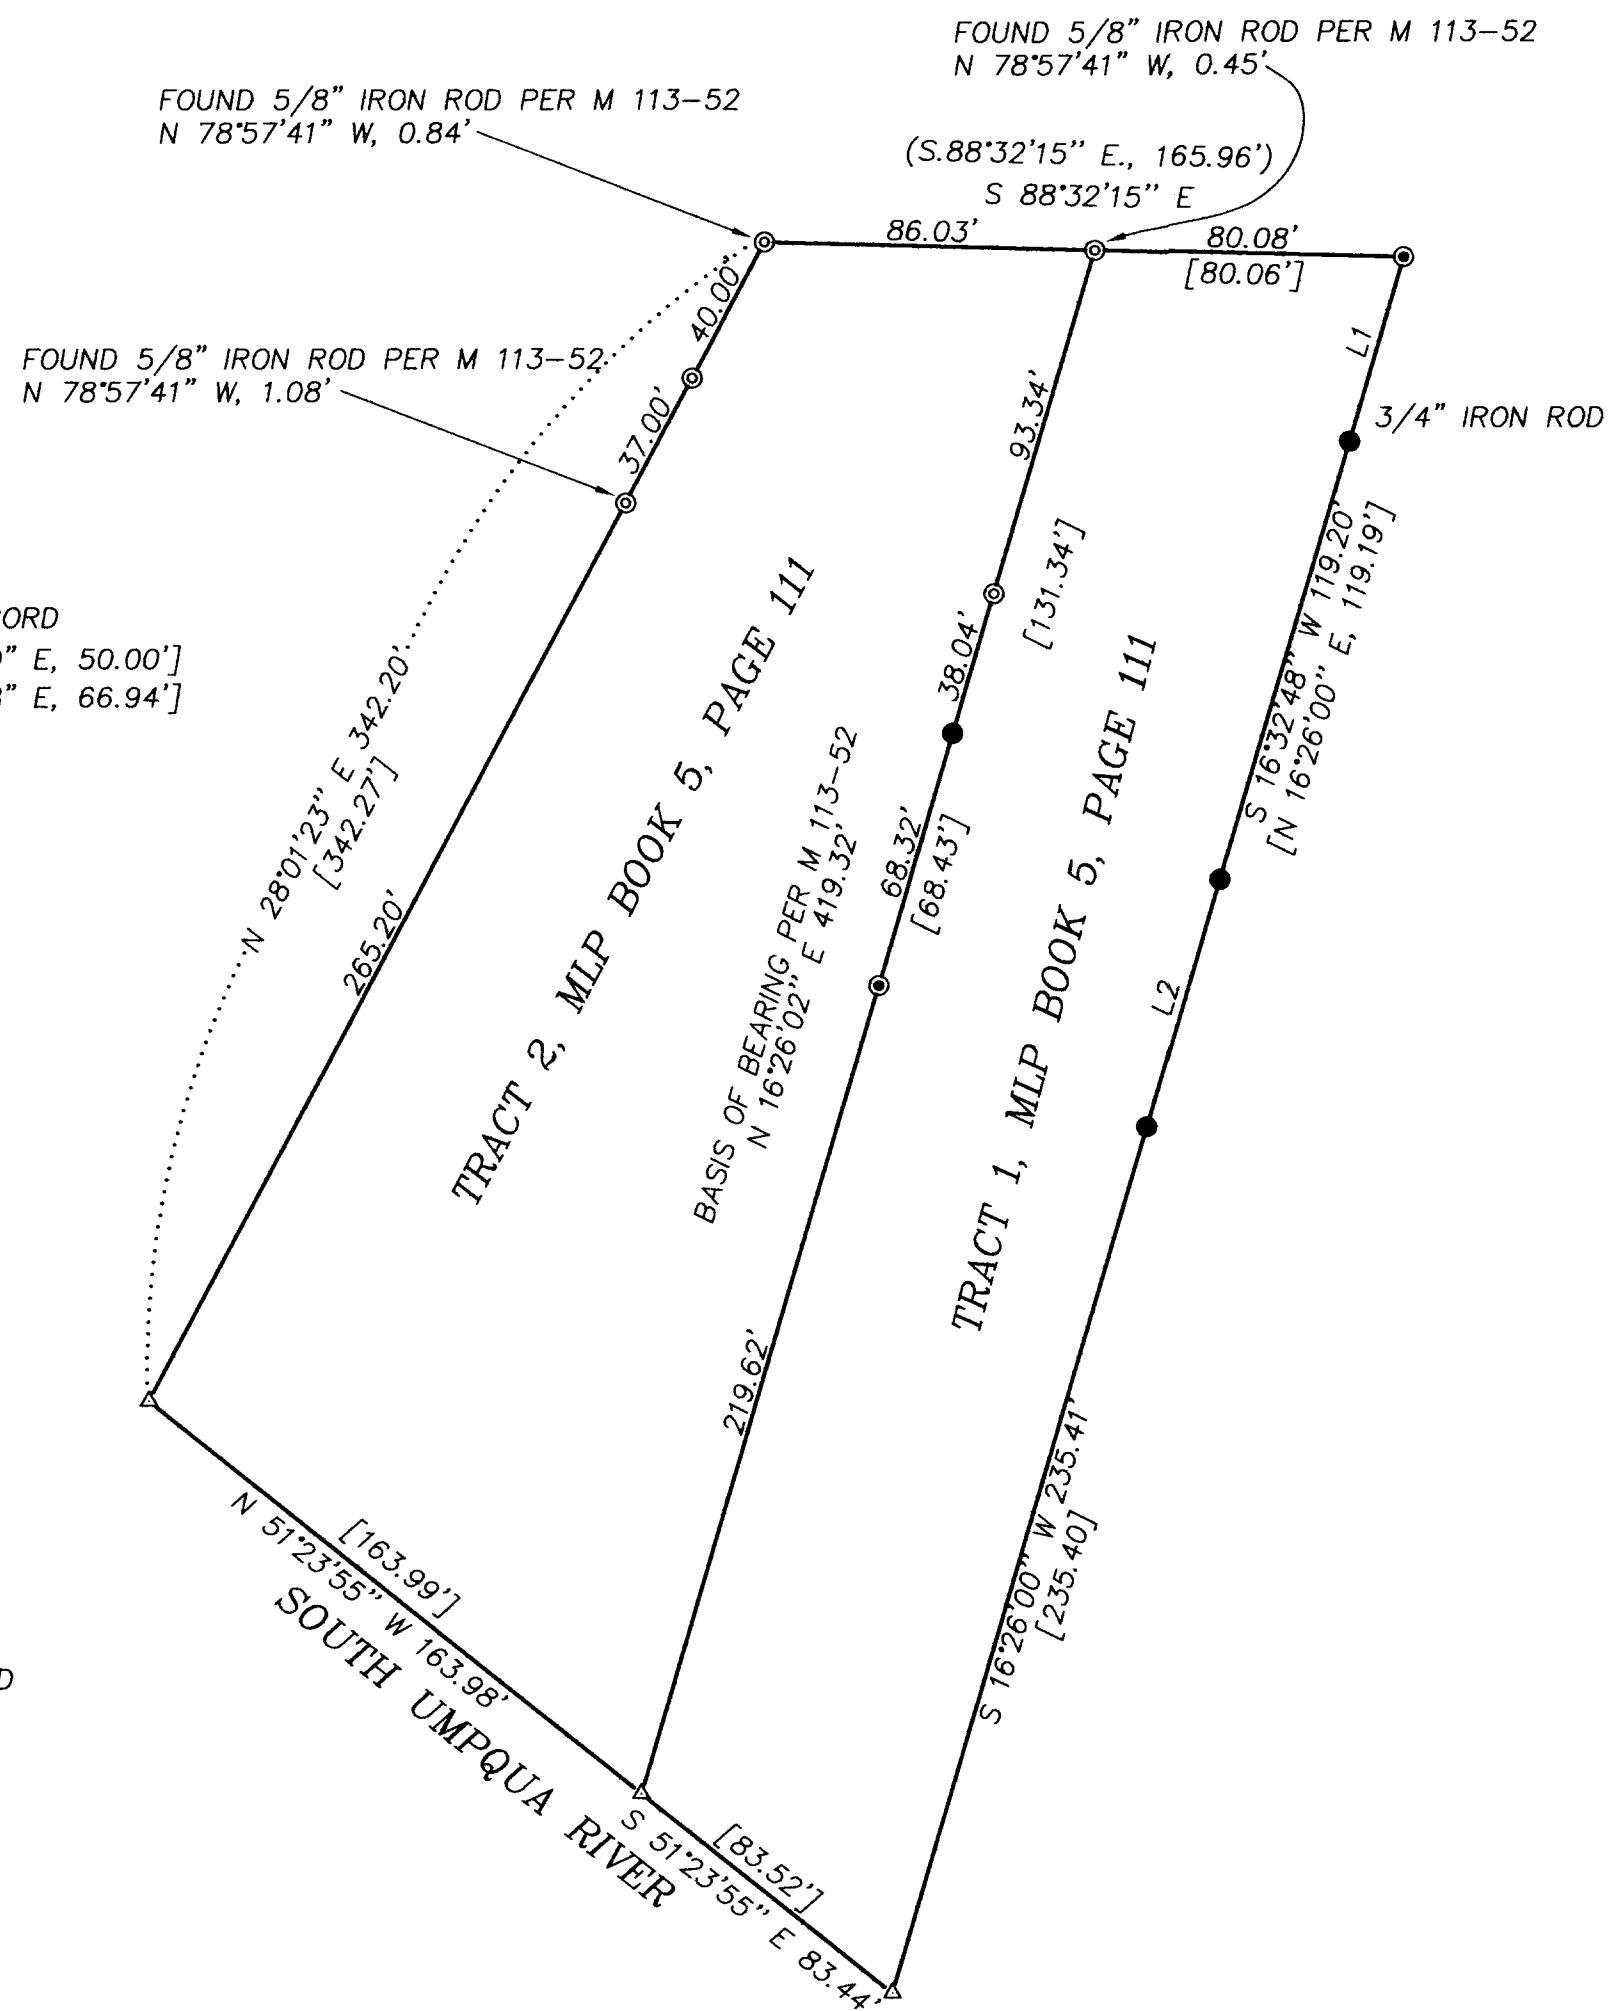 FOUND 5/8" IRON ROD PER M 113-52
N 78°57'41" W, 0.45'
FOUND 5/8" IRON ROD PER M 113-52
N 78°57'41" W, 0.84'
(S.88°32'15" E., 165.96')
S 88°32'15" E
86.03'
80.08'
[80.06']
40.00'
L1
FOUND 5/8" IRON ROD PER M 113-52
N 78°57'41" W, 1.08'
37.00'
93.34'
3/4" IRON ROD
S 16°32'48" W 119.20'
[N 16°26'00" E, 119.19']
[131.34']
38.04'
ORD
" E, 50.00']
" E, 66.94']
N 28°01'23" E 342.20'
[342.27']
265.20'
TRACT 2, MLP BOOK 5, PAGE 111
BASIS OF BEARING PER M 113-52
N 16°26'02" E 419.32'
68.32'
[68.43']
TRACT 1, MLP BOOK 5, PAGE 111
L2
219.62'
S 16°26'00" W 235.41'
[235.40]
[163.99']
N 51°23'55" W 163.98'
SOUTH UMPQUA RIVER
D
[83.52']
S 51°23'55" E 83.44'